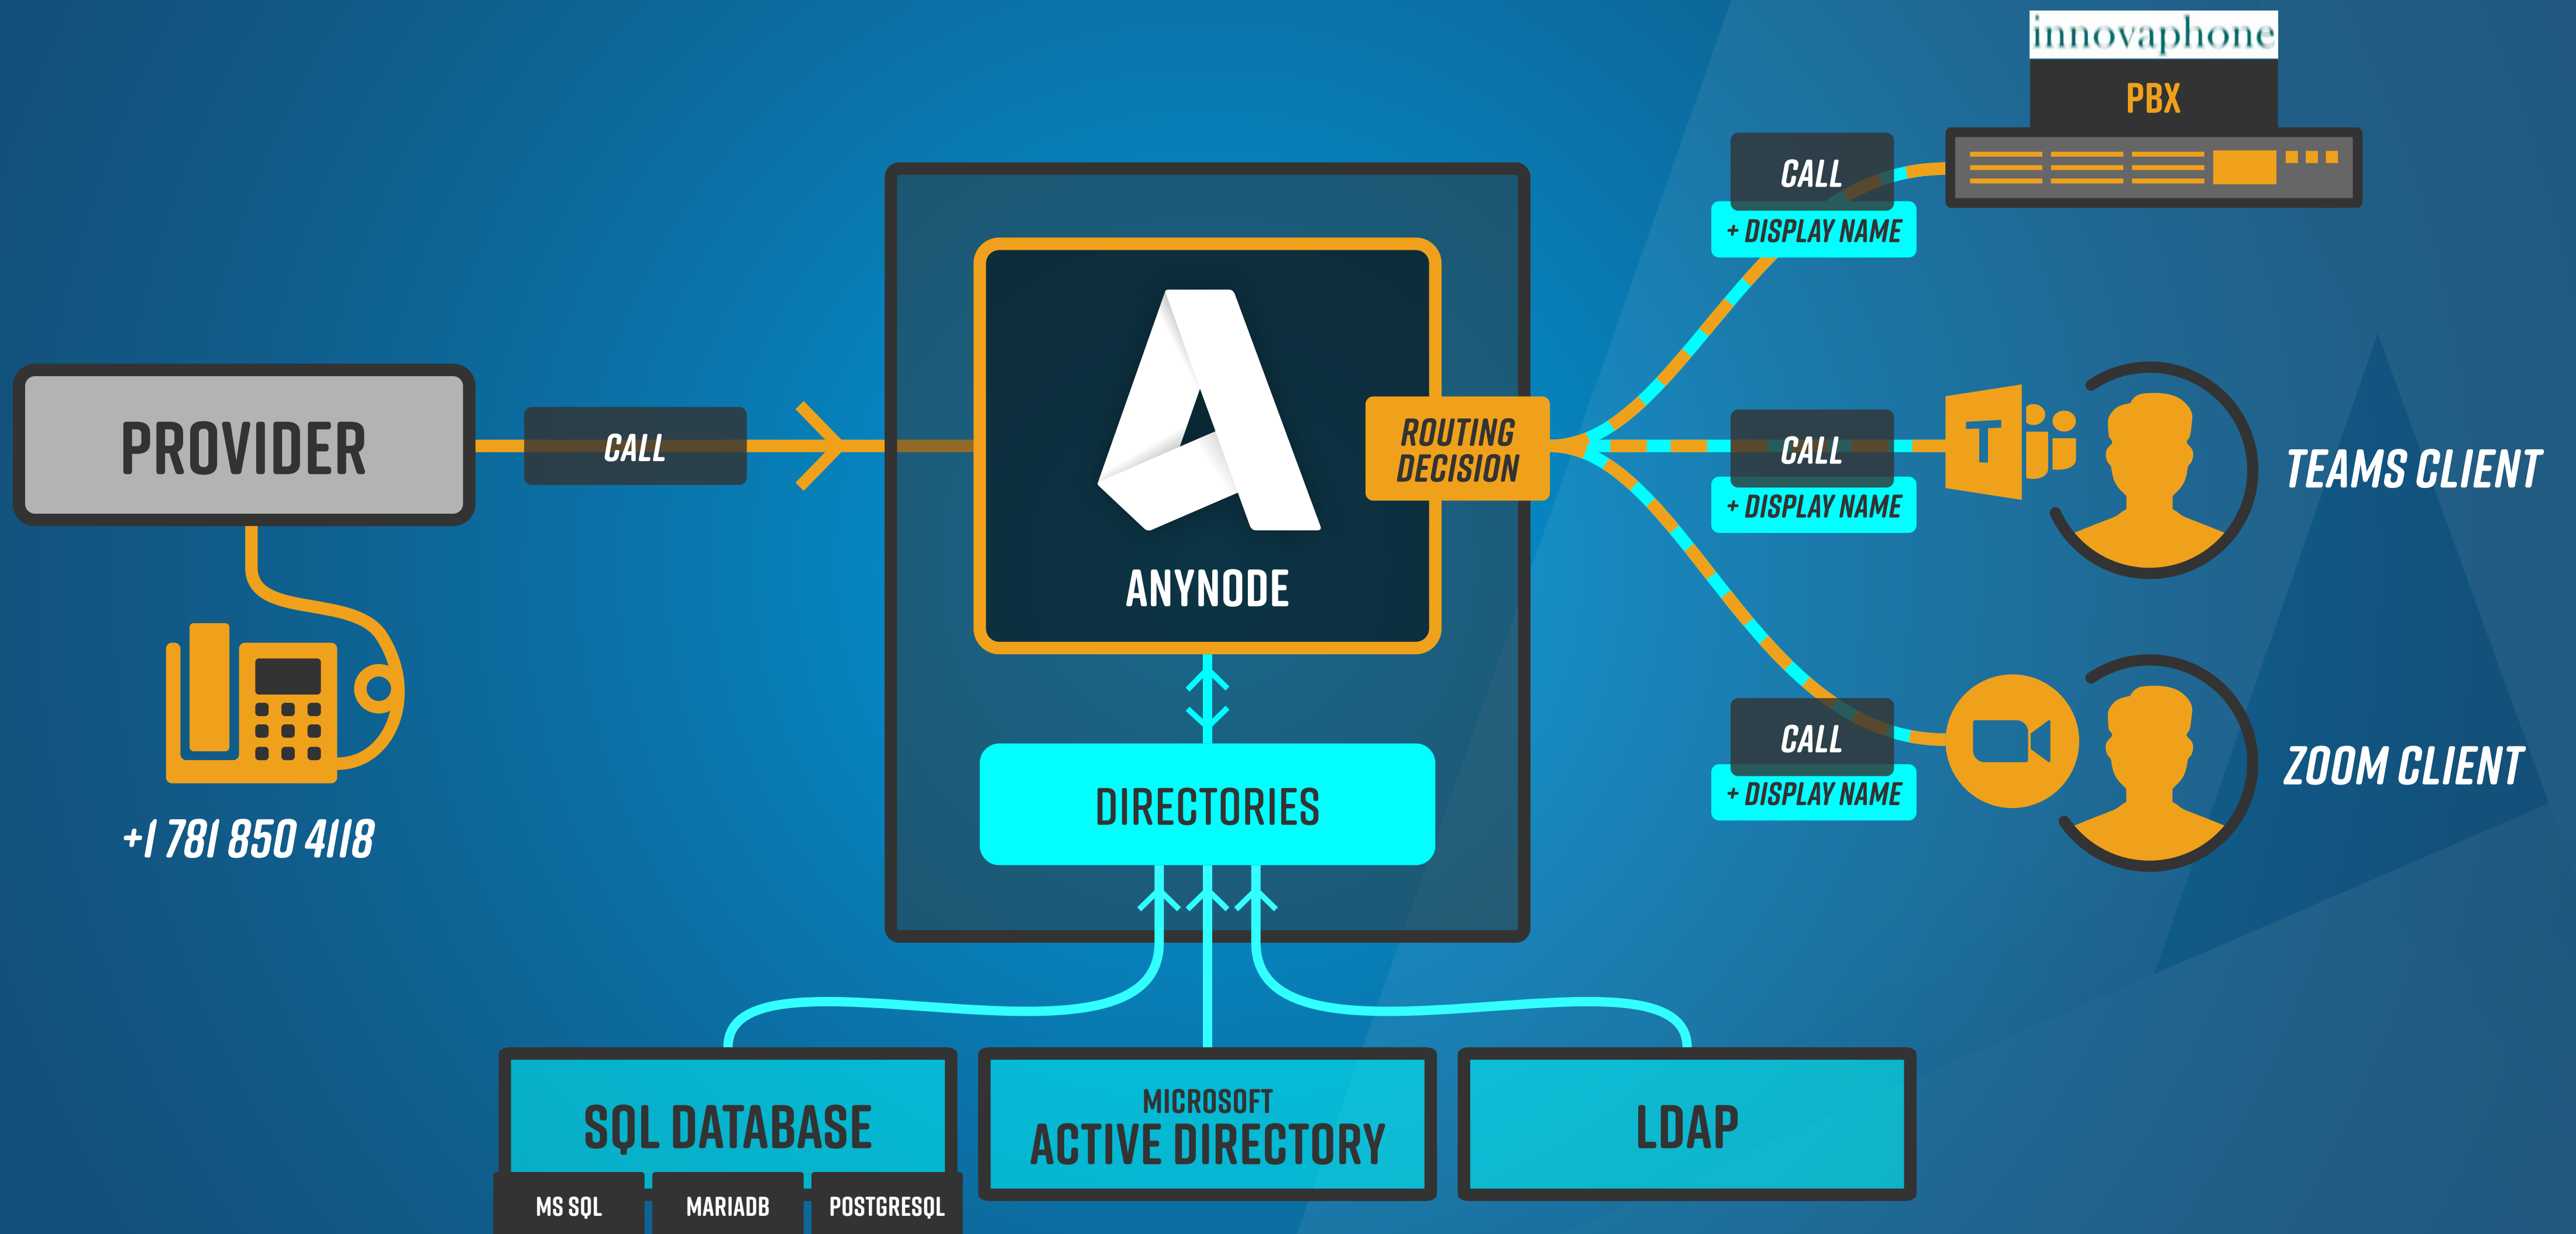 innovaphone
PBX
CALL
+ DISPLAY NAME
PROVIDER
CALL
ROUTING
DECISION
CALL
+ DISPLAY NAME
T
TEAMS CLIENT
ANYNODE
+1 781 850 4118
DIRECTORIES
CALL
+ DISPLAY NAME
ZOOM CLIENT
SQL DATABASE
MS SQL
MARIADB
POSTGRESQL
MICROSOFT
ACTIVE DIRECTORY
LDAP